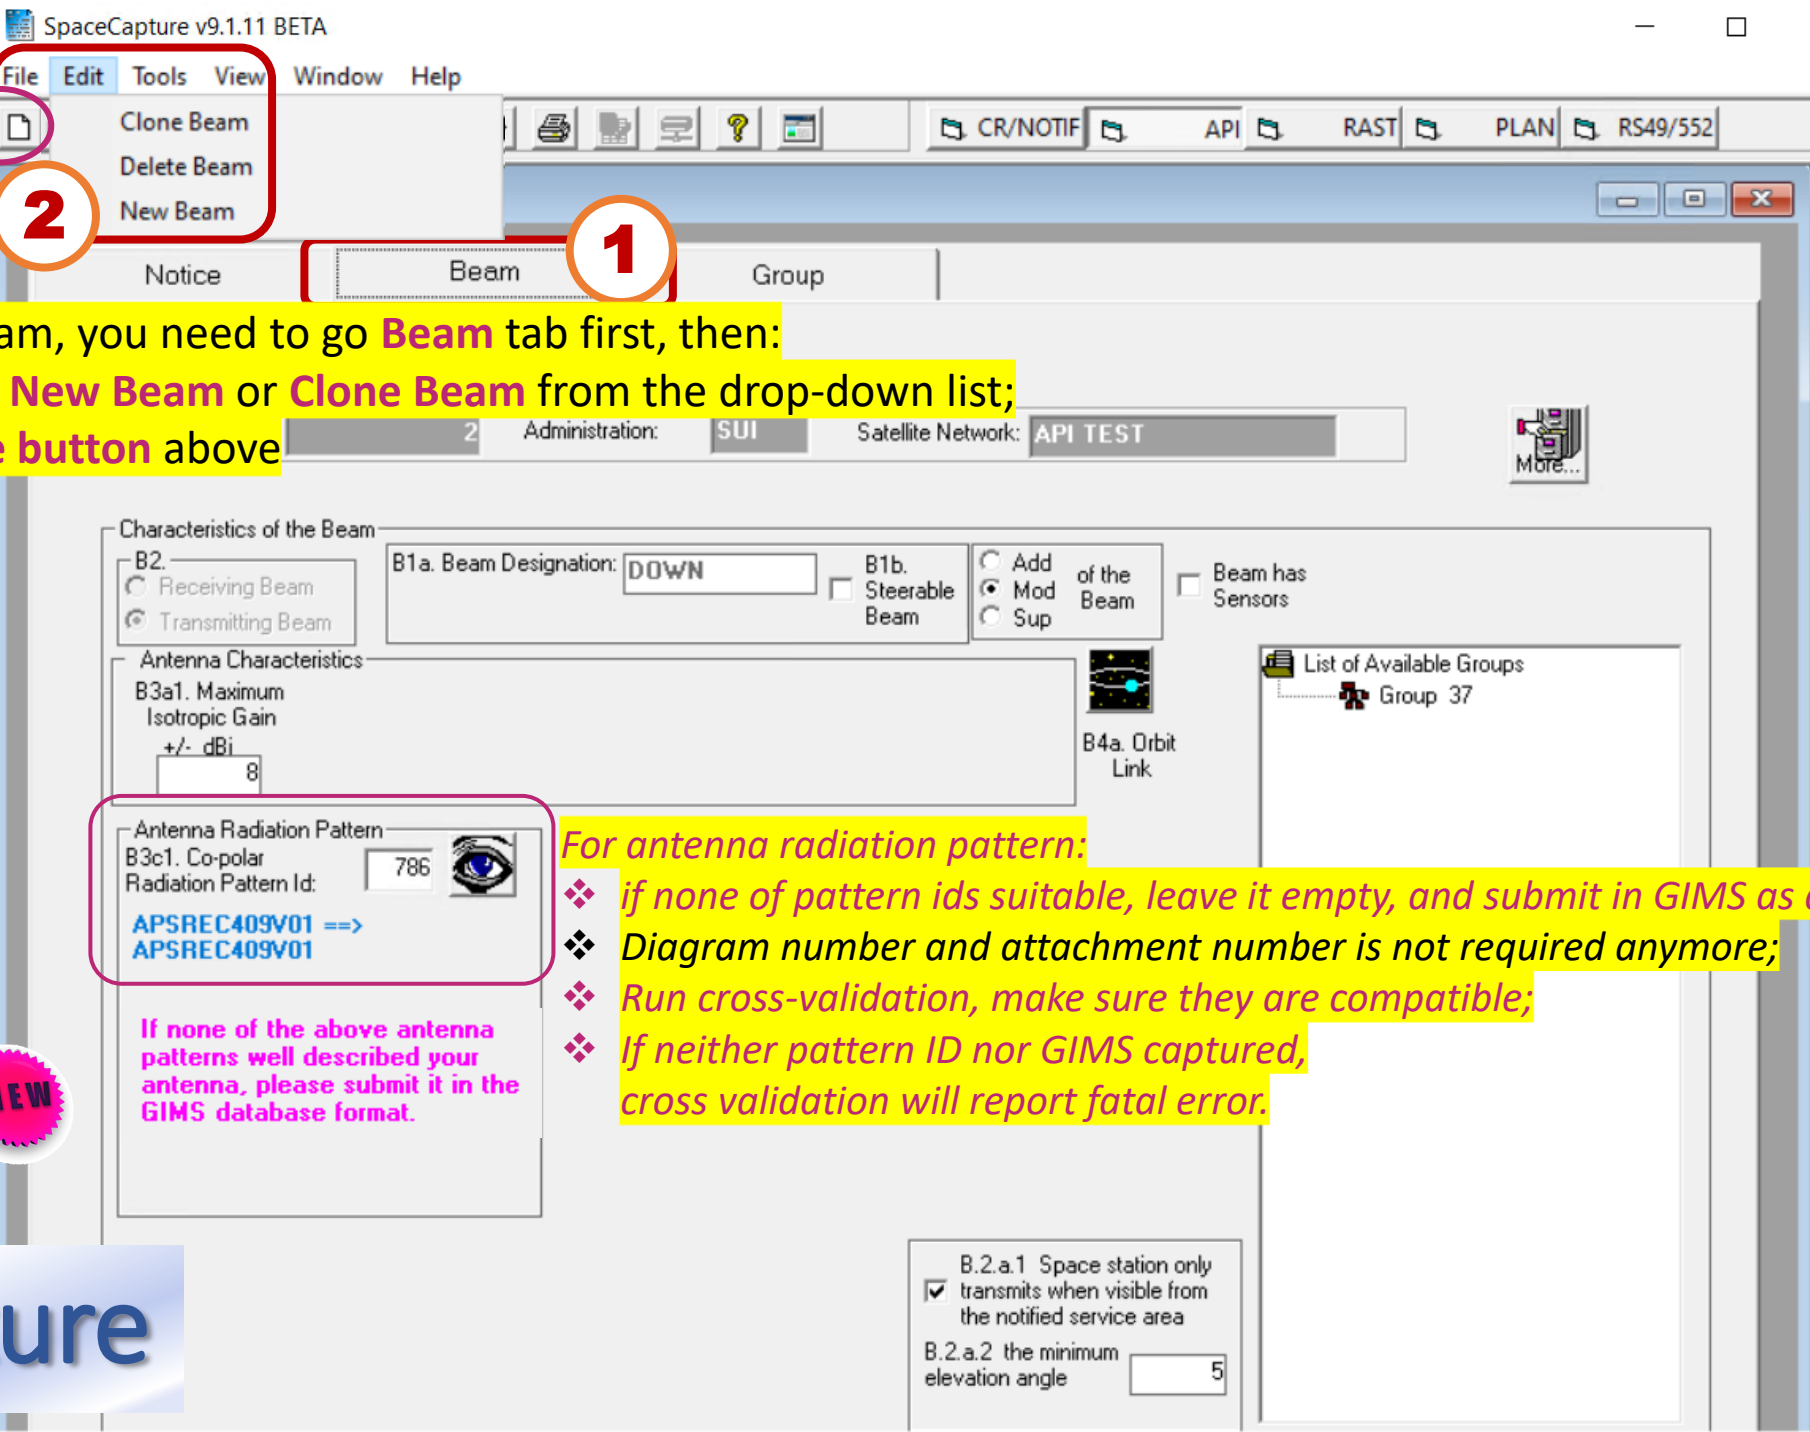 SpaceCapture v9.1.11 BETA
File Edit Tools View Window Help
Clone Beam
Delete Beam
New Beam
CR/NOTIF API RAST PLAN RS49/552
2
1
Notice Beam Group
am, you need to go Beam tab first, then:
New Beam or Clone Beam from the drop-down list;
e button above
2 Administration: SUI Satellite Network: API TEST
More...
Characteristics of the Beam
B2.
Receiving Beam
Transmitting Beam
B1a. Beam Designation: DOWN
B1b.
Steerable
Beam
Add
Mod
Sup
of the
Beam
Beam has
Sensors
Antenna Characteristics
B3a1. Maximum
Isotropic Gain
+/- dBi
8
B4a. Orbit
Link
List of Available Groups
Group 37
Antenna Radiation Pattern
B3c1. Co-polar
Radiation Pattern Id:
786
APSREC409V01 ==>
APSREC409V01
If none of the above antenna
patterns well described your
antenna, please submit it in the
GIMS database format.
For antenna radiation pattern:
❖ if none of pattern ids suitable, leave it empty, and submit in GIMS as
❖ Diagram number and attachment number is not required anymore;
❖ Run cross-validation, make sure they are compatible;
❖ If neither pattern ID nor GIMS captured,
cross validation will report fatal error.
EW
ure
B.2.a.1 Space station only
transmits when visible from
the notified service area
B.2.a.2 the minimum
elevation angle
5